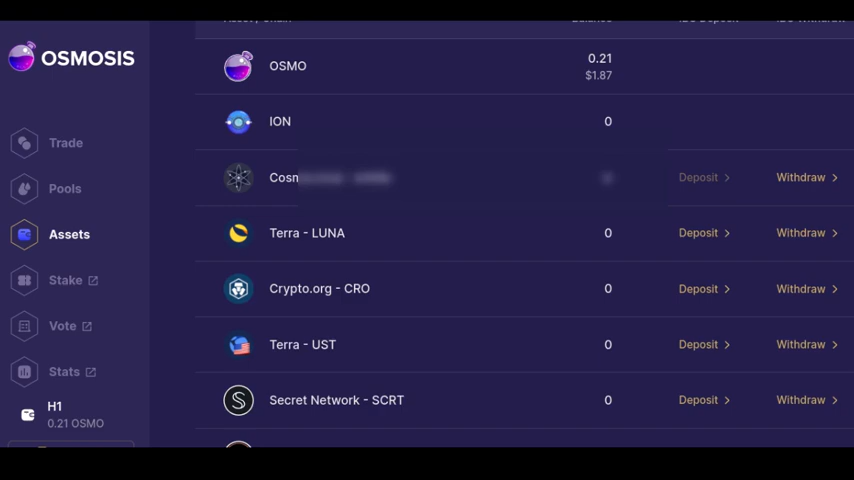 OSMOSIS
Trade
Pools
Assets
Stake
Vote
Stats
H1
0.21 OSMO
OSMO 0.21
$1.87
ION 0
Deposit Withdraw
Terra - LUNA 0 Deposit Withdraw
Crypto.org - CRO 0 Deposit Withdraw
Terra - UST 0 Deposit Withdraw
Secret Network - SCRT 0 Deposit Withdraw